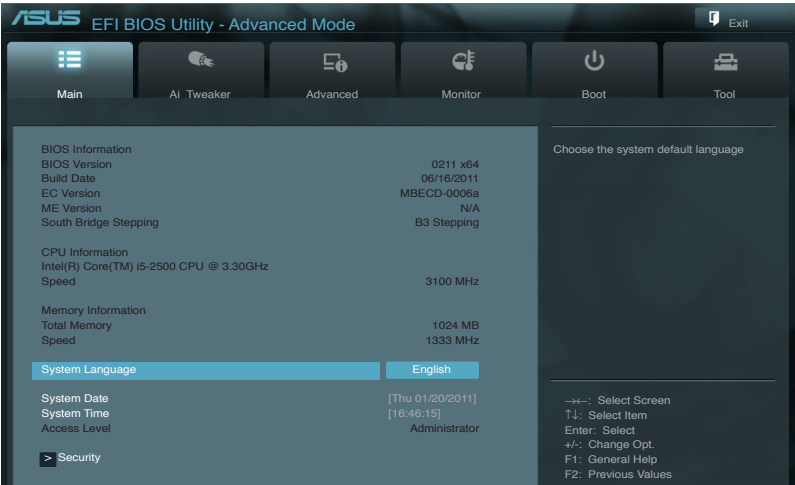 ASUS EFI BIOS Utility - Advanced Mode
Exit
Main Ai Tweaker Advanced Monitor Boot Tool
BIOS Information
BIOS Version 0211 x64
Build Date 06/16/2011
EC Version MBECD-0006a
ME Version N/A
South Bridge Stepping B3 Stepping
CPU Information
Intel(R) Core(TM) i5-2500 CPU @ 3.30GHz
Speed 3100 MHz
Memory Information
Total Memory 1024 MB
Speed 1333 MHz
System Language English
System Date [Thu 01/20/2011]
System Time [16:46:15]
Access Level Administrator
> Security
Choose the system default language
→←: Select Screen
↑↓: Select Item
Enter: Select
+/-: Change Opt.
F1: General Help
F2: Previous Values